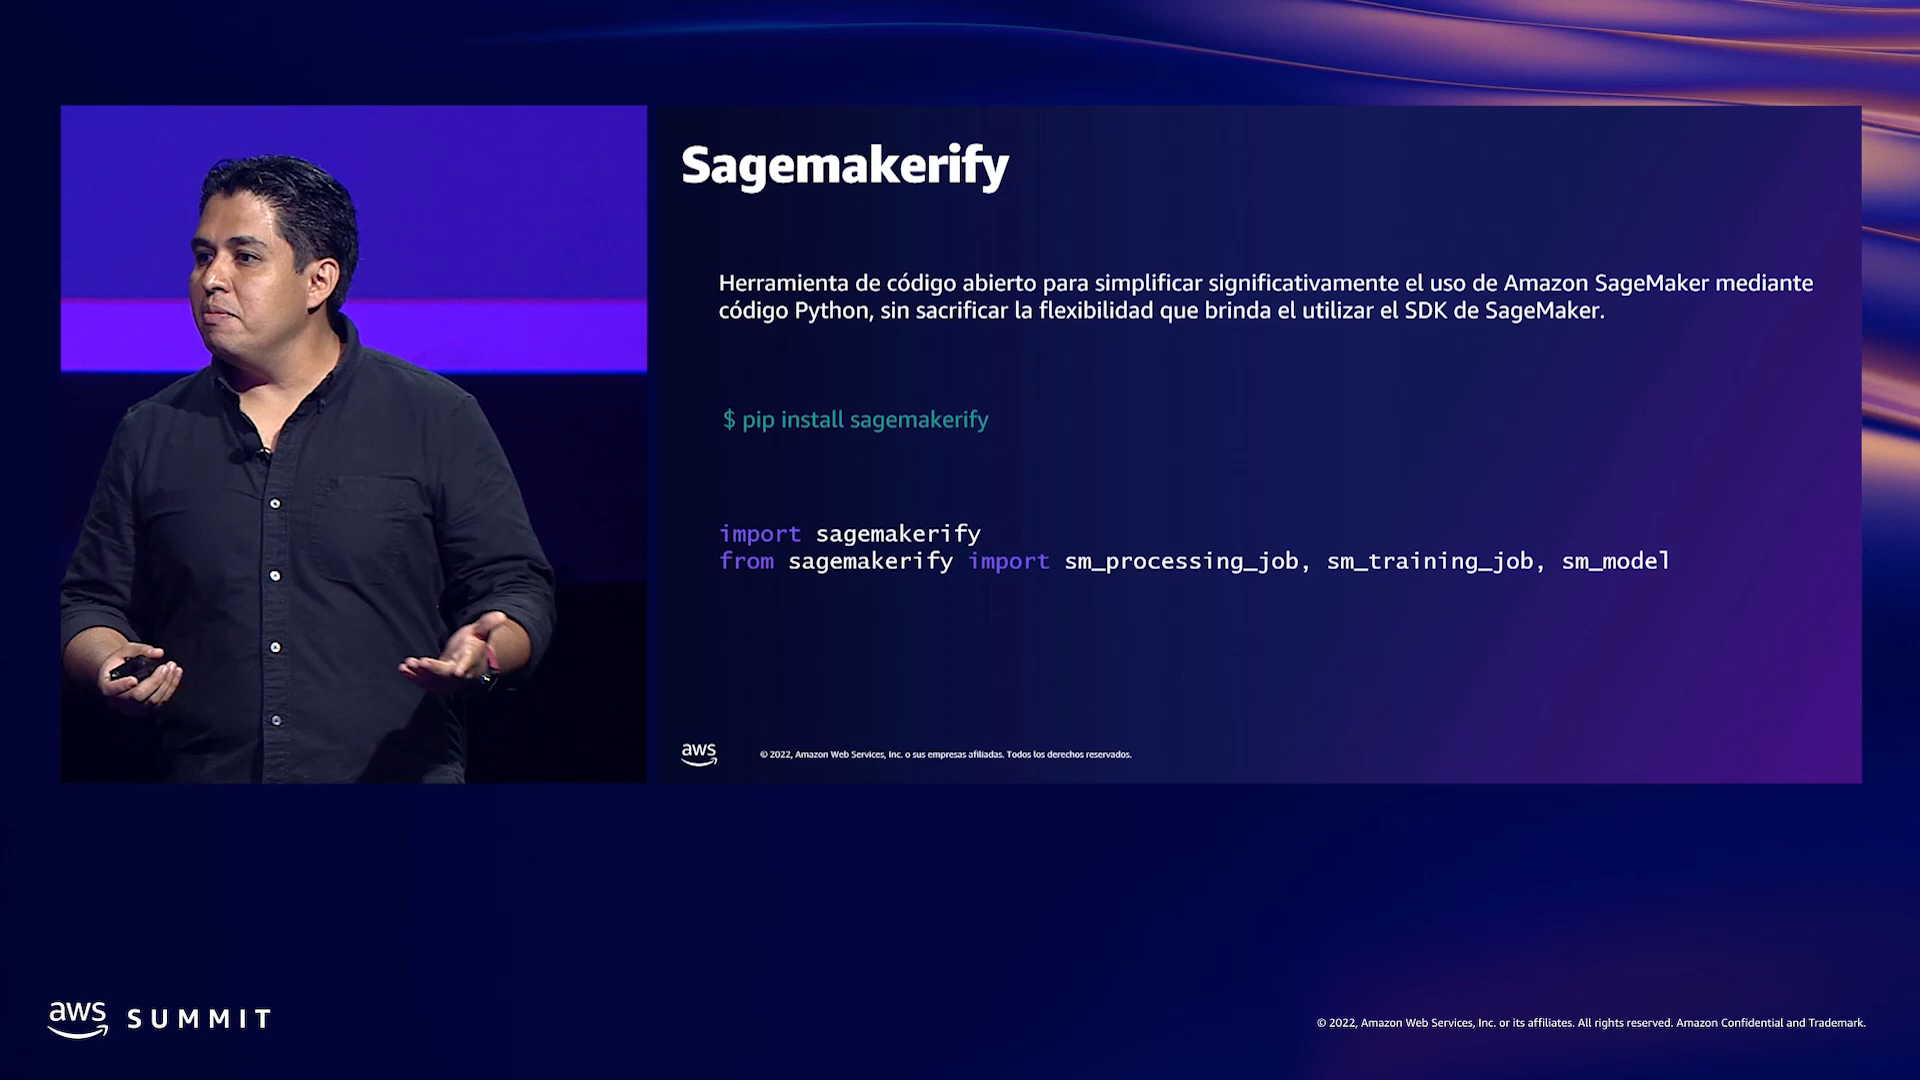 Sagemakerify
Herramienta de código abierto para simplificar significativamente el uso de Amazon SageMaker mediante
código Python, sin sacrificar la flexibilidad que brinda el utilizar el SDK de SageMaker.
$ pip install sagemakerify
import sagemakerify
from sagemakerify import sm_processing_job, sm_training_job, sm_model
aws
© 2022, Amazon Web Services, Inc. o sus empresas afiliadas. Todos los derechos reservados.
aws SUMMIT
© 2022, Amazon Web Services, Inc. or its affiliates. All rights reserved. Amazon Confidential and Trademark.